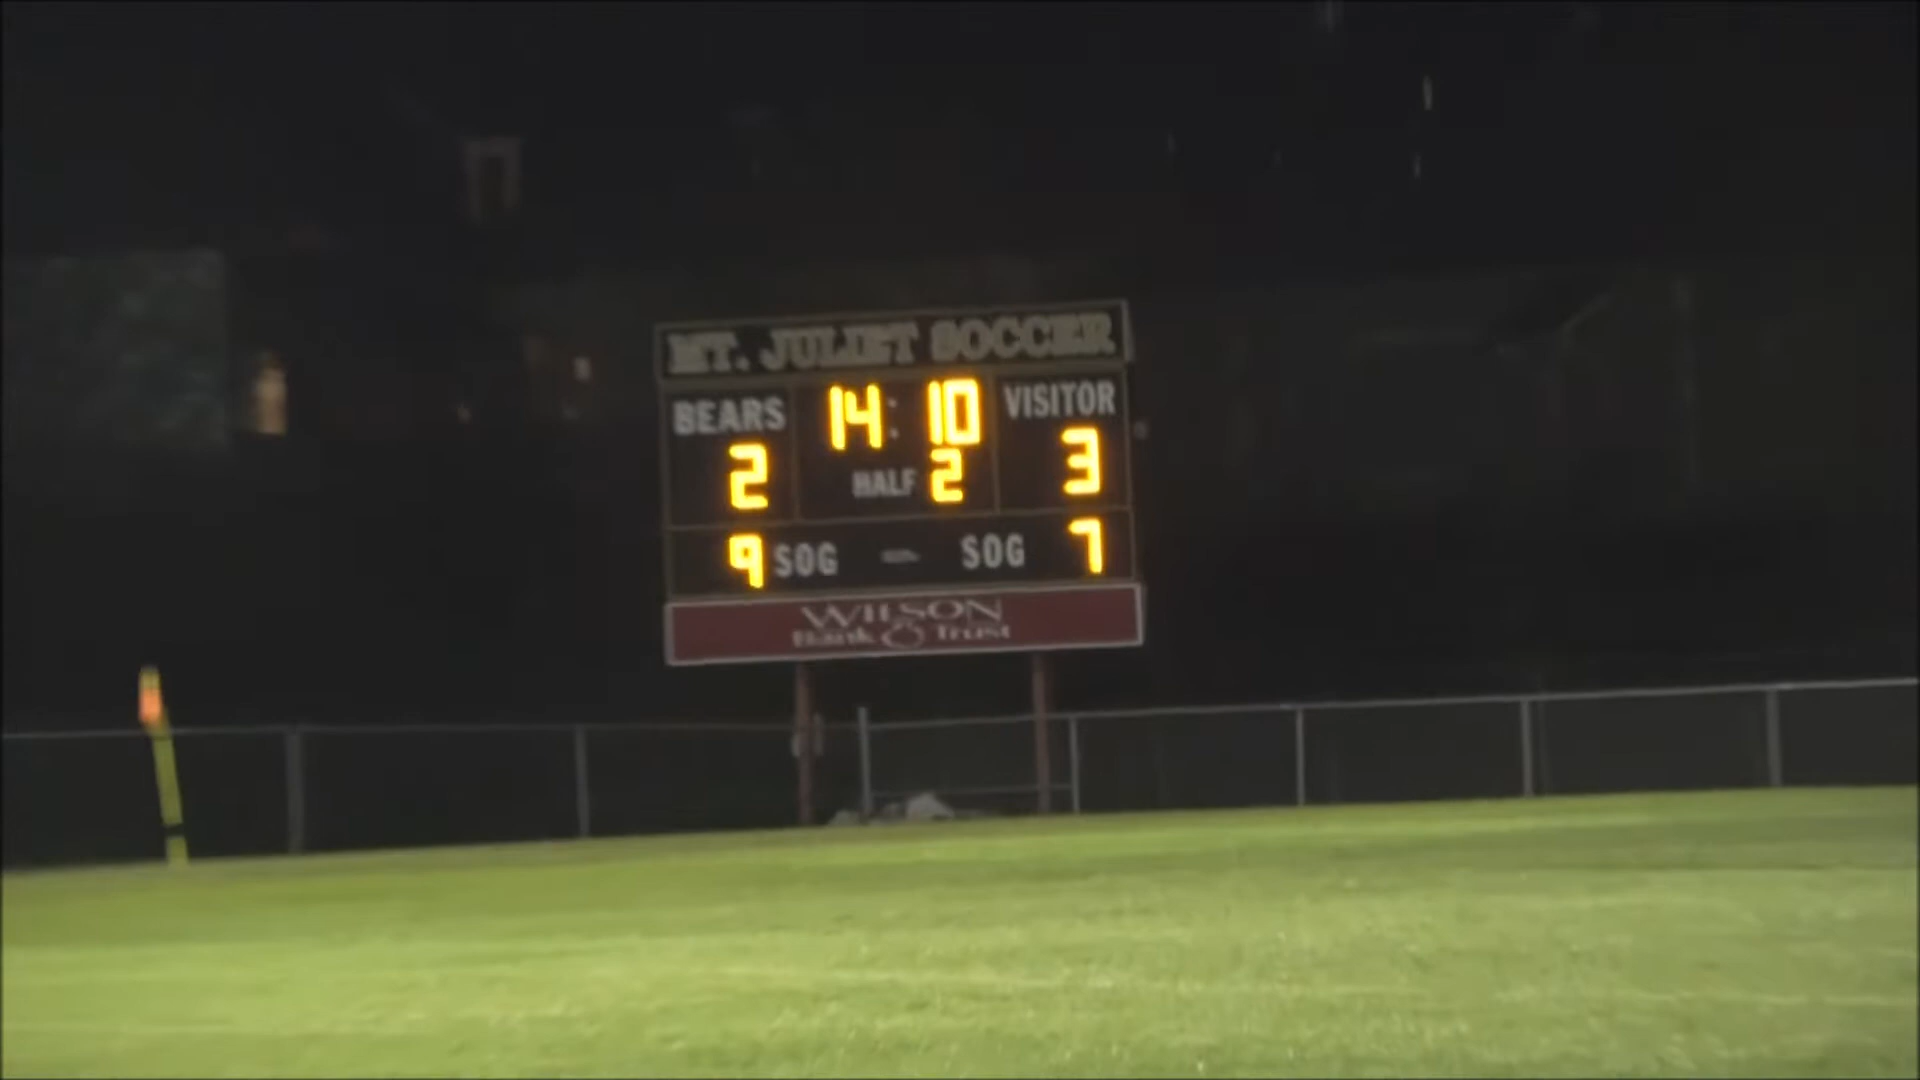 MT. JULIET SOCCER
BEARS 14:10 VISITOR
2 HALF 2 3
9 SOG - SOG 7
WILSON
Bank & Trust